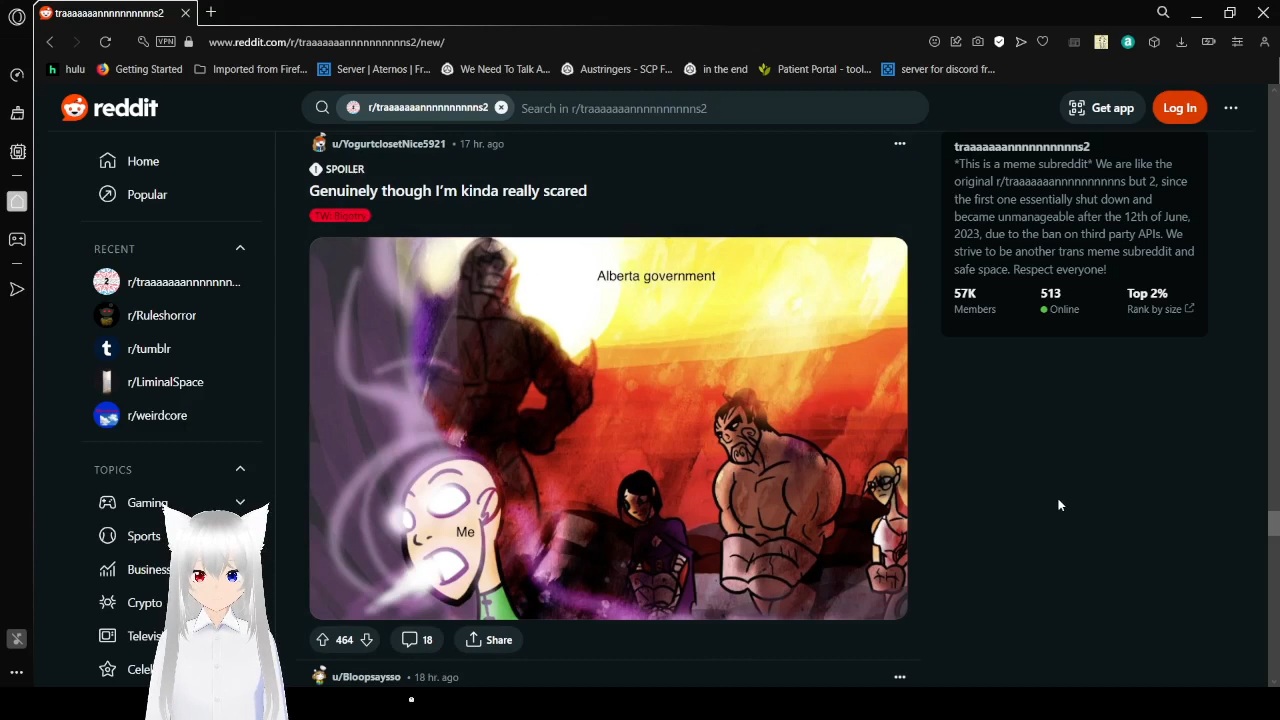 traaaaaaannnnnnnnnns2
VPN
www.reddit.com/r/traaaaaaannnnnnnnnns2/new/
hulu
Getting Started
Imported from Firef...
Server | Aternos | Fr...
We Need To Talk A...
Austringers - SCP F...
in the end
Patient Portal - tool...
server for discord fr...
reddit
r/traaaaaaannnnnnnnnns2
Search in r/traaaaaaannnnnnnnnns2
Get app
Log In
Home
Popular
RECENT
r/traaaaaaannnnnnn...
r/Ruleshorror
r/tumblr
r/LiminalSpace
r/weirdcore
TOPICS
Gaming
Sports
Business
Crypto
Televis
Celeb
u/YogurtclosetNice5921 • 17 hr. ago
SPOILER
Genuinely though I'm kinda really scared
TW: Bigotry
Alberta government
Me
464
18
Share
u/Bloopsaysso • 18 hr. ago
traaaaaaannnnnnnnnns2
*This is a meme subreddit* We are like the
original r/traaaaaaannnnnnnnnns but 2, since
the first one essentially shut down and
became unmanageable after the 12th of June,
2023, due to the ban on third party APIs. We
strive to be another trans meme subreddit and
safe space. Respect everyone!
57K
Members
513
Online
Top 2%
Rank by size